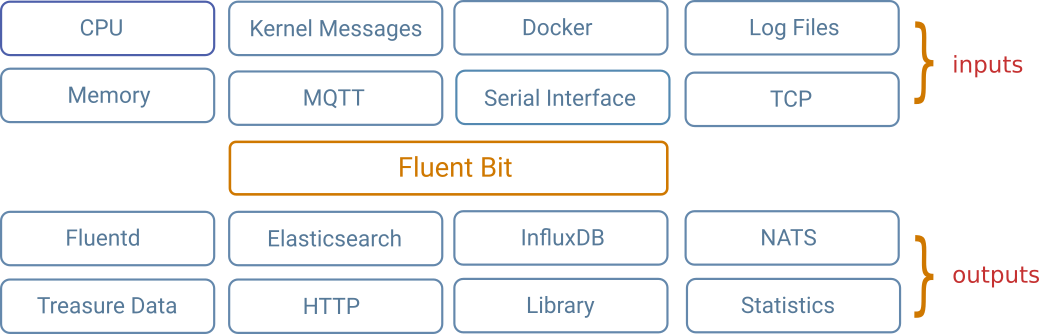 CPU
Kernel Messages
Docker
Log Files
inputs
Memory
MQTT
Serial Interface
TCP
Fluent Bit
Fluentd
Elasticsearch
InfluxDB
NATS
outputs
Treasure Data
HTTP
Library
Statistics